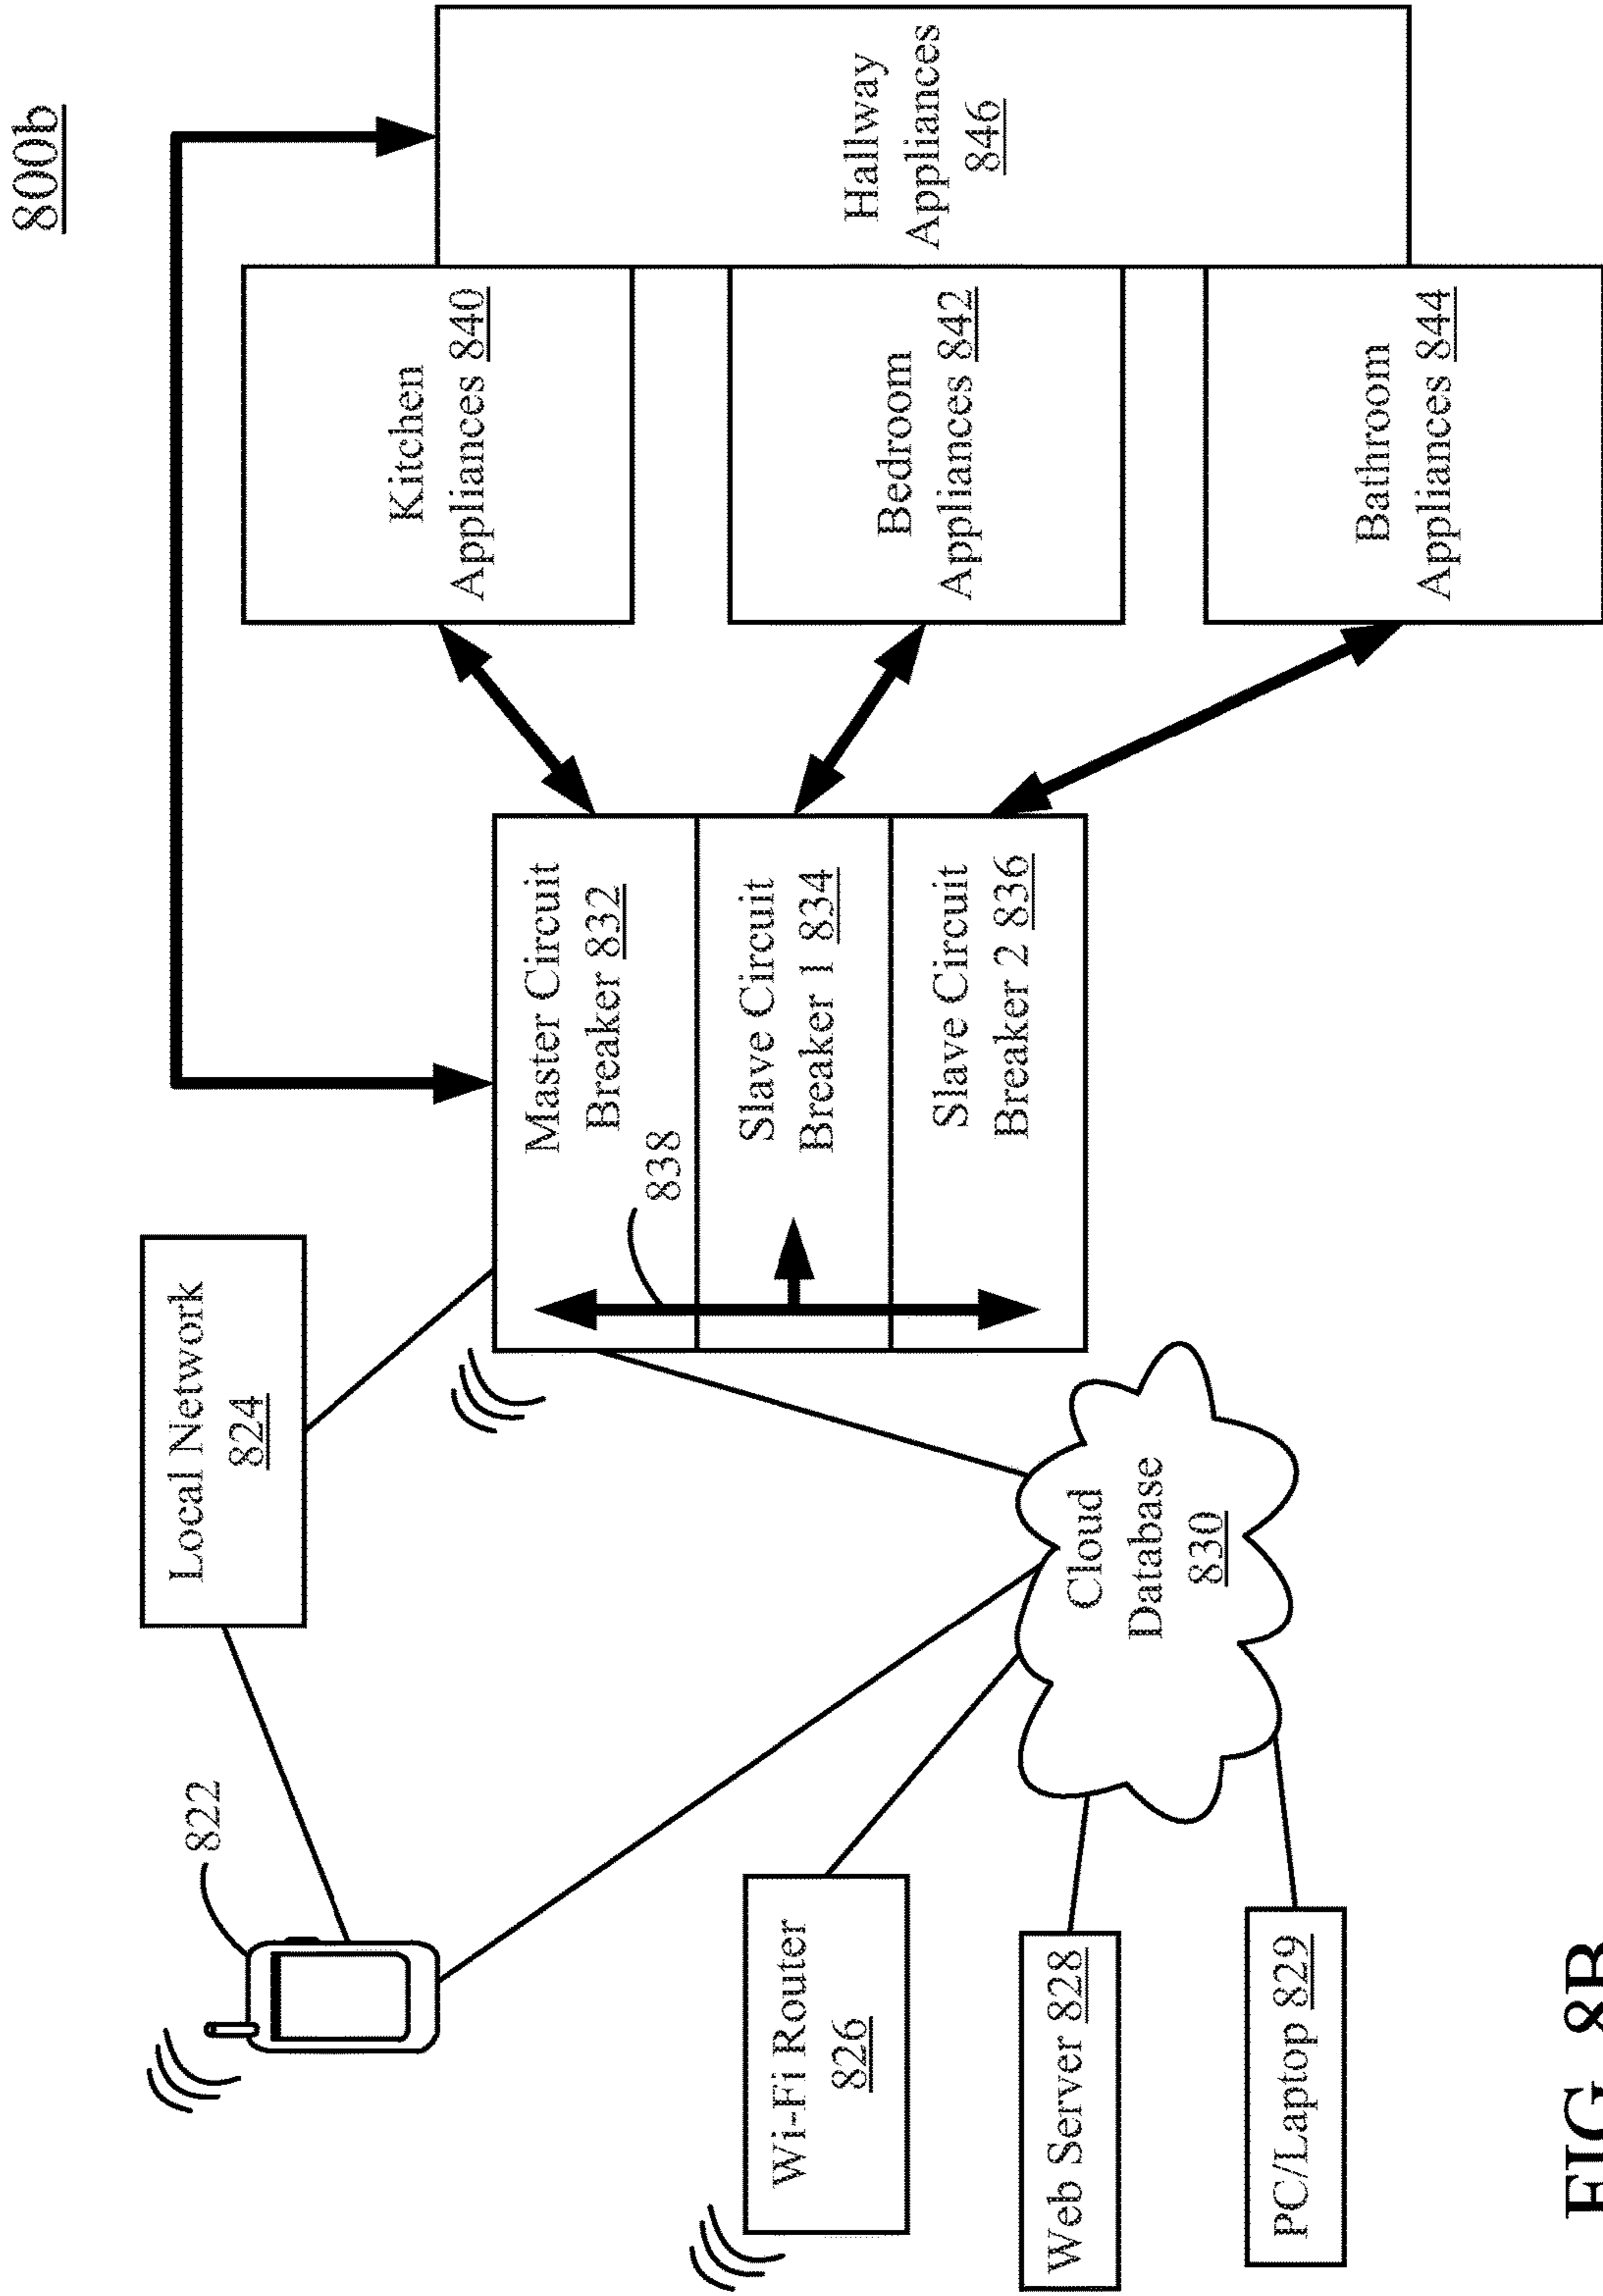 800b
822
Local Network
824
Wi-Fi Router
826
Web Server 828
PC/Laptop 829
Cloud
Database
830
Master Circuit
Breaker 832
838
Slave Circuit
Breaker 1 834
Slave Circuit
Breaker 2 836
Kitchen
Appliances 840
Bedroom
Appliances 842
Bathroom
Appliances 844
Hallway
Appliances
846
FIG. 8B